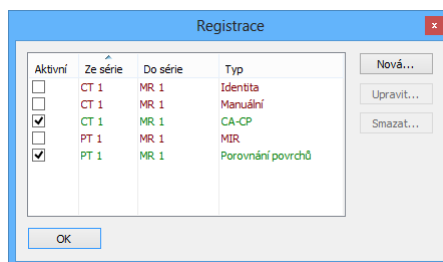 Registrace
x
Aktivní Ze série Do série Typ
CT 1 MR 1 Identita
CT 1 MR 1 Manuální
CT 1 MR 1 CA-CP
PT 1 MR 1 MIR
PT 1 MR 1 Porovnání povrchů
Nová...
Upravit...
Smazat...
OK